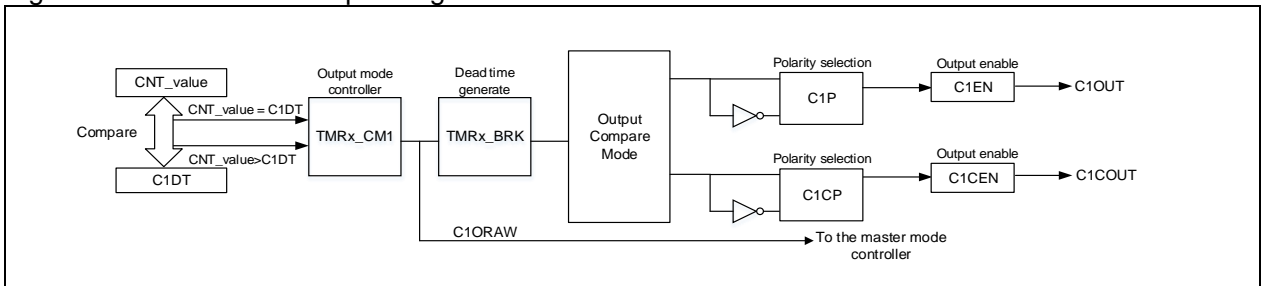 CNT_value
Compare
C1DT
CNT_value = C1DT
CNT_value>C1DT
Output mode
controller
TMRx_CM1
Dead time
generate
TMRx_BRK
Output
Compare
Mode
Polarity selection
C1P
Output enable
C1EN
C1OUT
Polarity selection
C1CP
Output enable
C1CEN
C1COUT
C1ORAW
To the master mode
controller